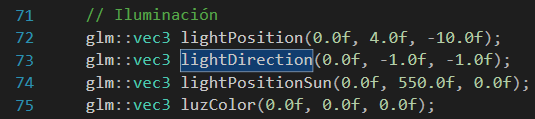 71 // Iluminación
72 glm::vec3 lightPosition(0.0f, 4.0f, -10.0f);
73 glm::vec3 lightDirection(0.0f, -1.0f, -1.0f);
74 glm::vec3 lightPositionSun(0.0f, 550.0f, 0.0f);
75 glm::vec3 luzColor(0.0f, 0.0f, 0.0f);